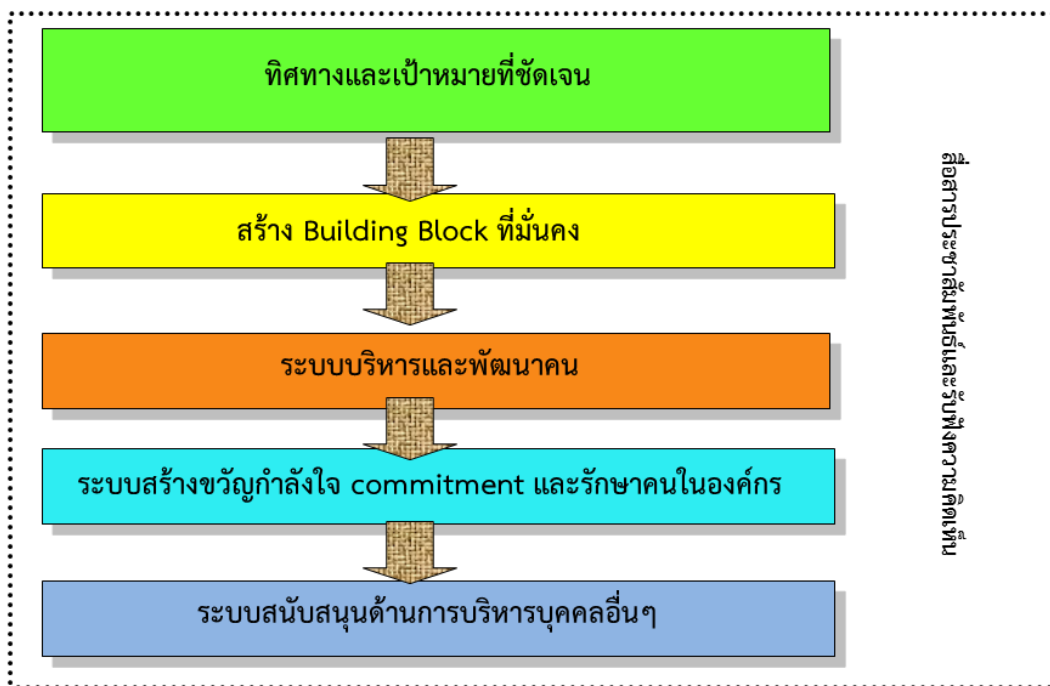 ทิศทางและเป้าหมายที่ชัดเจน
สร้าง Building Block ที่มั่นคง
ระบบบริหารและพัฒนาคน
ระบบสร้างขวัญกำลังใจ commitment และรักษาคนในองค์กร
ระบบสนับสนุนด้านการบริหารบุคคลอื่นๆ
สื่อสารประชาสัมพันธ์และรับฟังความคิดเห็น